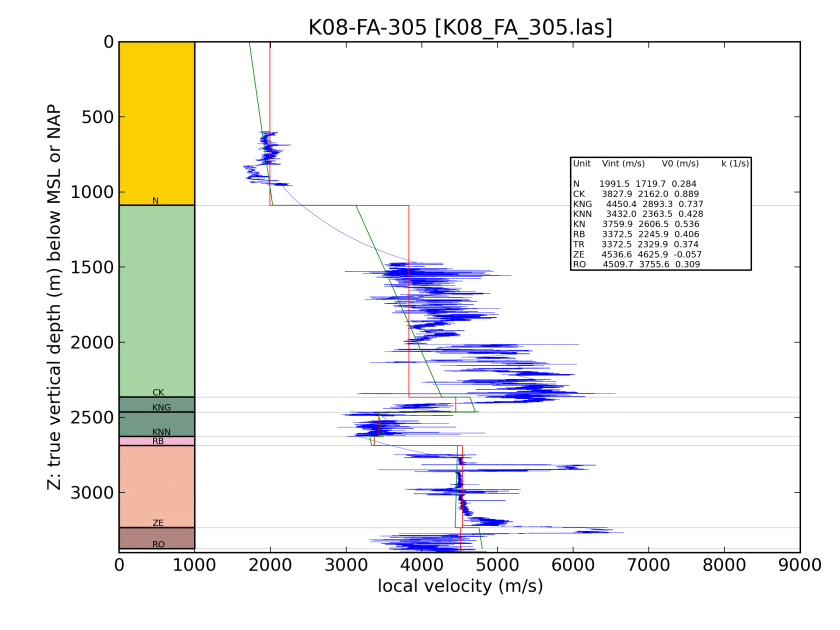 K08-FA-305 [K08_FA_305.las]
Z: true vertical depth (m) below MSL or NAP
0
500
1000
1500
2000
2500
3000
N
CK
KNG
KNN
RB
ZE
RO
Unit Vint (m/s) V0 (m/s) k (1/s)
N 1991.5 1719.7 0.284
CK 3827.9 2162.0 0.889
KNG 4450.4 2893.3 0.737
KNN 3432.0 2363.5 0.428
KN 3759.9 2606.5 0.536
RB 3372.5 2245.9 0.406
TR 3372.5 2329.9 0.374
ZE 4536.6 4625.9 -0.057
RO 4509.7 3755.6 0.309
0 1000 2000 3000 4000 5000 6000 7000 8000 9000
local velocity (m/s)